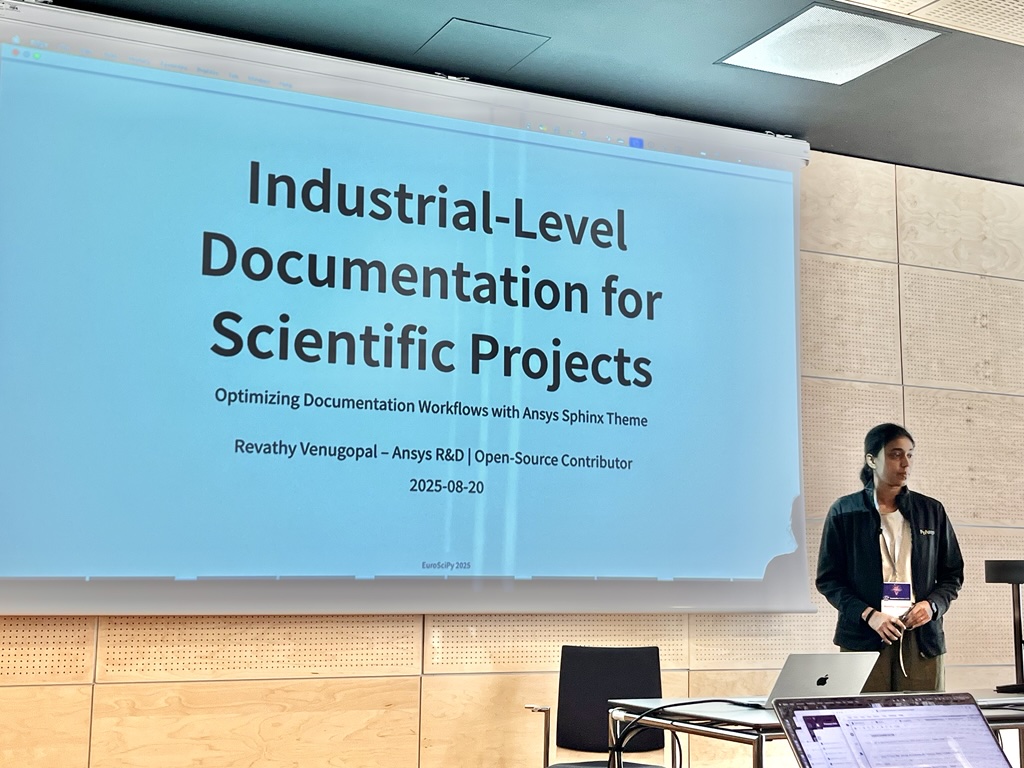 Industrial-Level
Documentation for
Scientific Projects
Optimizing Documentation Workflows with Ansys Sphinx Theme
Revathy Venugopal – Ansys R&D | Open-Source Contributor
2025-08-20
EuroSciPy 2025